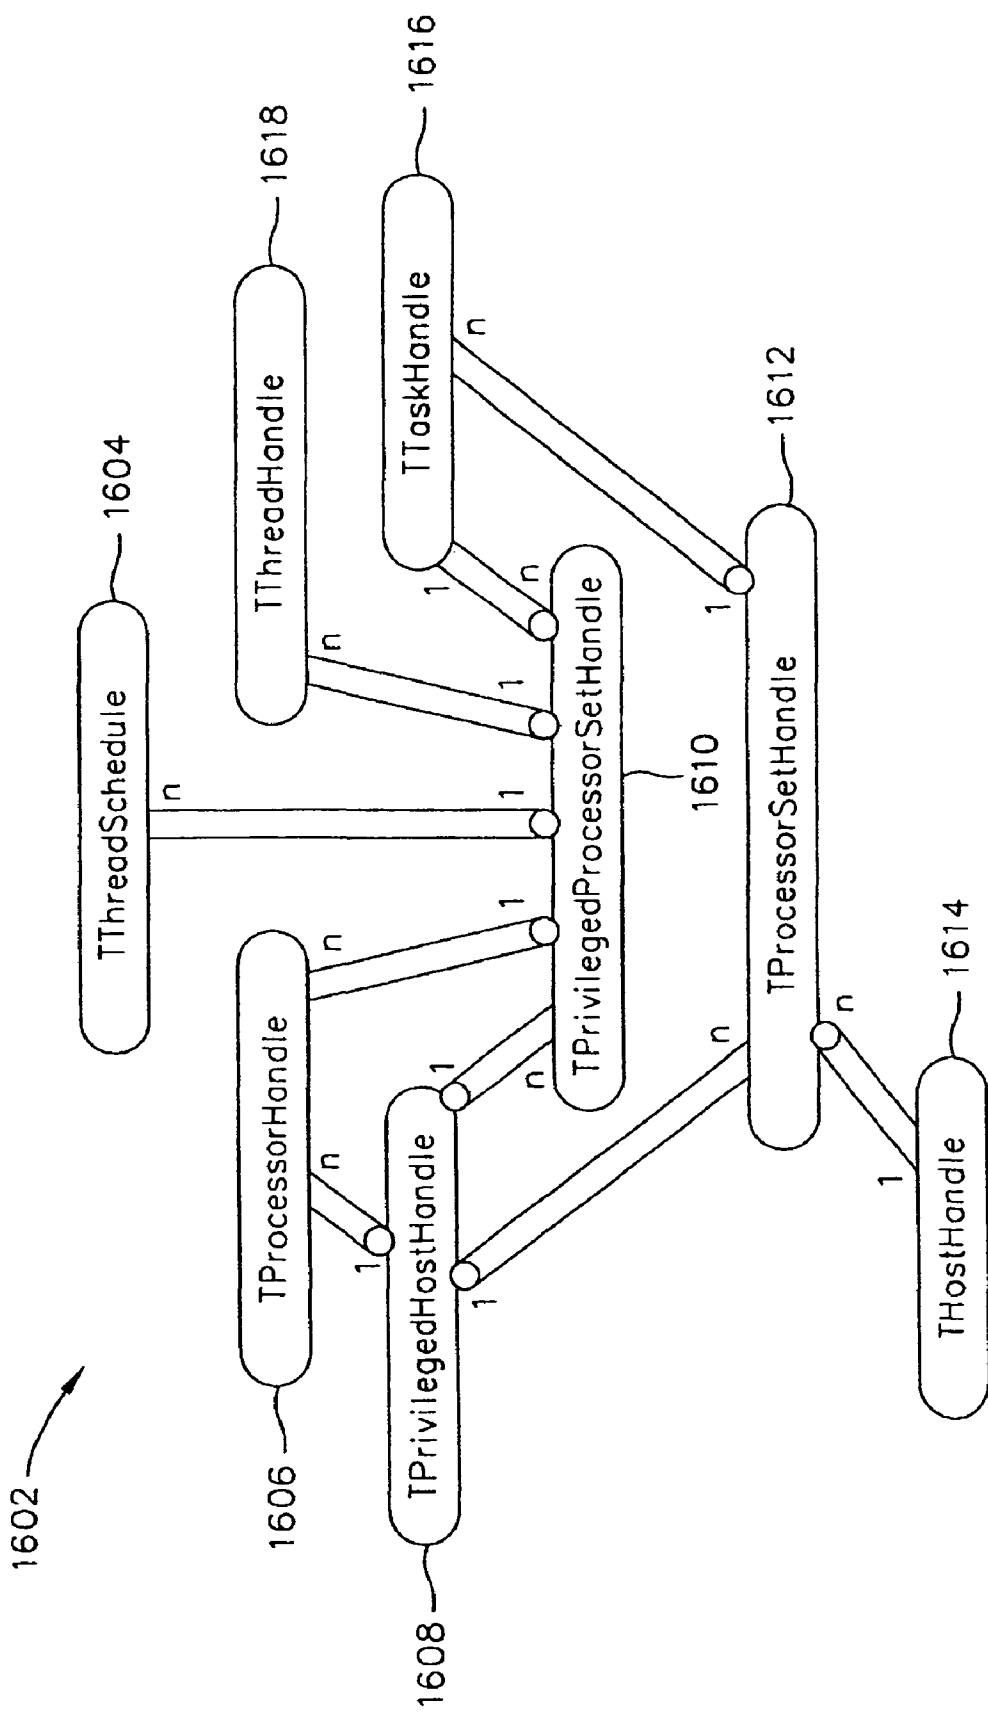 1602
1604
TThreadSchedule
n
1606
TProcessorHandle
TThreadHandle
1618
n
n
n
1
1608
TPrivilegedHostHandle
TTaskHandle
1616
1
1
n
1
1
1
1
n
n
TPrivilegedProcessorSetHandle
1610
n
1
TProcessorSetHandle
1612
n
1
THostHandle
1614